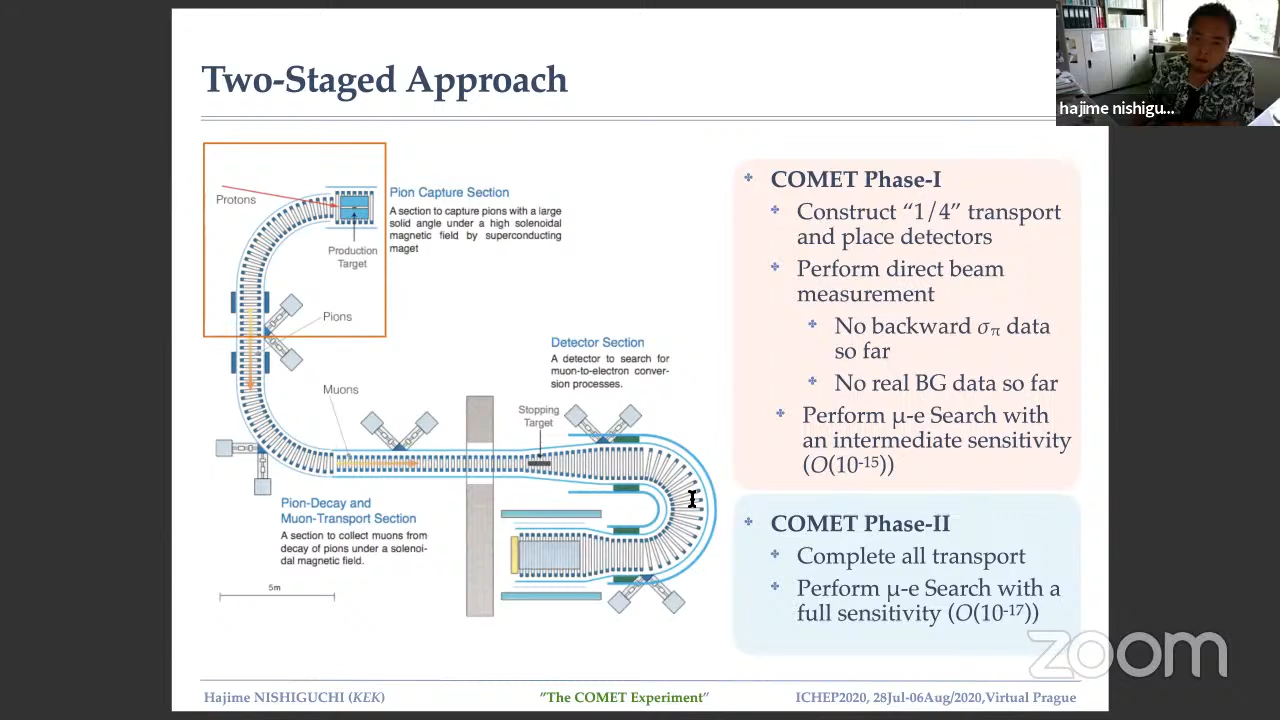 Two-Staged Approach
hajime nishigu...
Protons
Pion Capture Section
A section to capture pions with a large
solid angle under a high solenoidal
magnetic field by superconducting
maget
Production
Target
Pions
Muons
Detector Section
A detector to search for
muon-to-electron conver-
sion processes.
Stopping
Target
Pion-Decay and
Muon-Transport Section
A section to collect muons from
decay of pions under a solenoi-
dal magnetic field.
5m
COMET Phase-I
Construct “1/4” transport
and place detectors
Perform direct beam
measurement
No backward σπ data
so far
No real BG data so far
Perform μ-e Search with
an intermediate sensitivity
(O(10-15))
COMET Phase-II
Complete all transport
Perform μ-e Search with a
full sensitivity (O(10-17))
zoom
Hajime NISHIGUCHI (KEK)
"The COMET Experiment"
ICHEP2020, 28Jul-06Aug/2020,Virtual Prague